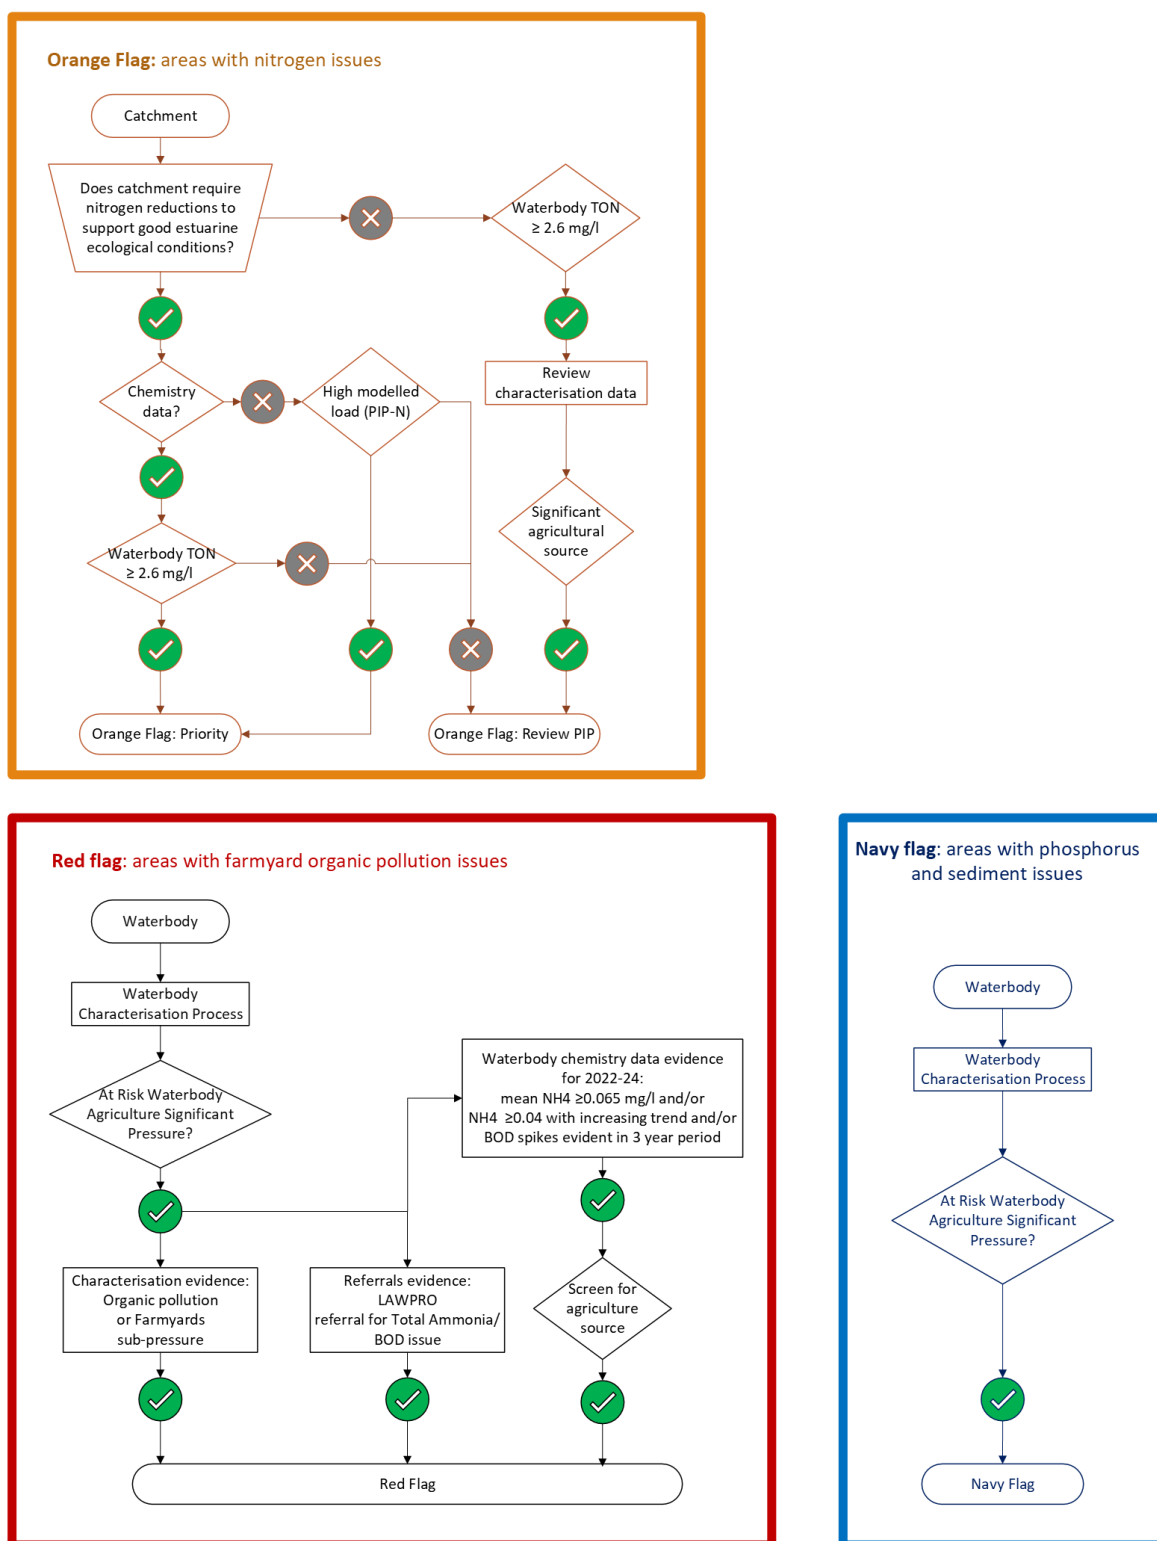 Orange Flag: areas with nitrogen issues
Catchment
Does catchment require
nitrogen reductions to
support good estuarine
ecological conditions?
Waterbody TON
≥ 2.6 mg/l
Chemistry
data?
High modelled
load (PIP-N)
Review
characterisation data
Waterbody TON
≥ 2.6 mg/l
Significant
agricultural
source
Orange Flag: Priority
Orange Flag: Review PIP
Red flag: areas with farmyard organic pollution issues
Waterbody
Waterbody
Characterisation Process
At Risk Waterbody
Agriculture Significant
Pressure?
Waterbody chemistry data evidence
for 2022-24:
mean NH4 ≥0.065 mg/l and/or
NH4 ≥0.04 with increasing trend and/or
BOD spikes evident in 3 year period
Characterisation evidence:
Organic pollution
or Farmyards
sub-pressure
Referrals evidence:
LAWPRO
referral for Total Ammonia/
BOD issue
Screen for
agriculture
source
Red Flag
Navy flag: areas with phosphorus
and sediment issues
Waterbody
Waterbody
Characterisation Process
At Risk Waterbody
Agriculture Significant
Pressure?
Navy Flag